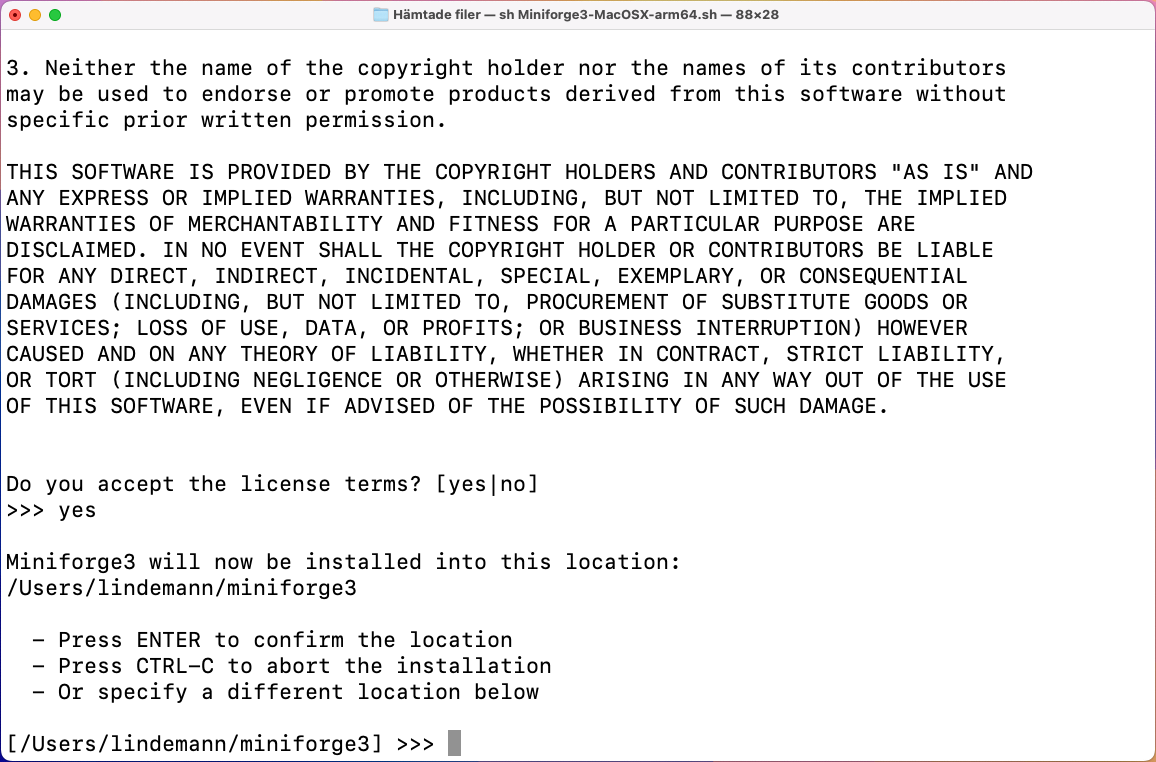 Hämtade filer — sh Miniforge3-MacOSX-arm64.sh — 88×28
3. Neither the name of the copyright holder nor the names of its contributors
may be used to endorse or promote products derived from this software without
specific prior written permission.
THIS SOFTWARE IS PROVIDED BY THE COPYRIGHT HOLDERS AND CONTRIBUTORS "AS IS" AND
ANY EXPRESS OR IMPLIED WARRANTIES, INCLUDING, BUT NOT LIMITED TO, THE IMPLIED
WARRANTIES OF MERCHANTABILITY AND FITNESS FOR A PARTICULAR PURPOSE ARE
DISCLAIMED. IN NO EVENT SHALL THE COPYRIGHT HOLDER OR CONTRIBUTORS BE LIABLE
FOR ANY DIRECT, INDIRECT, INCIDENTAL, SPECIAL, EXEMPLARY, OR CONSEQUENTIAL
DAMAGES (INCLUDING, BUT NOT LIMITED TO, PROCUREMENT OF SUBSTITUTE GOODS OR
SERVICES; LOSS OF USE, DATA, OR PROFITS; OR BUSINESS INTERRUPTION) HOWEVER
CAUSED AND ON ANY THEORY OF LIABILITY, WHETHER IN CONTRACT, STRICT LIABILITY,
OR TORT (INCLUDING NEGLIGENCE OR OTHERWISE) ARISING IN ANY WAY OUT OF THE USE
OF THIS SOFTWARE, EVEN IF ADVISED OF THE POSSIBILITY OF SUCH DAMAGE.
Do you accept the license terms? [yes|no]
>>> yes
Miniforge3 will now be installed into this location:
/Users/lindemann/miniforge3
- Press ENTER to confirm the location
- Press CTRL-C to abort the installation
- Or specify a different location below
[/Users/lindemann/miniforge3] >>>